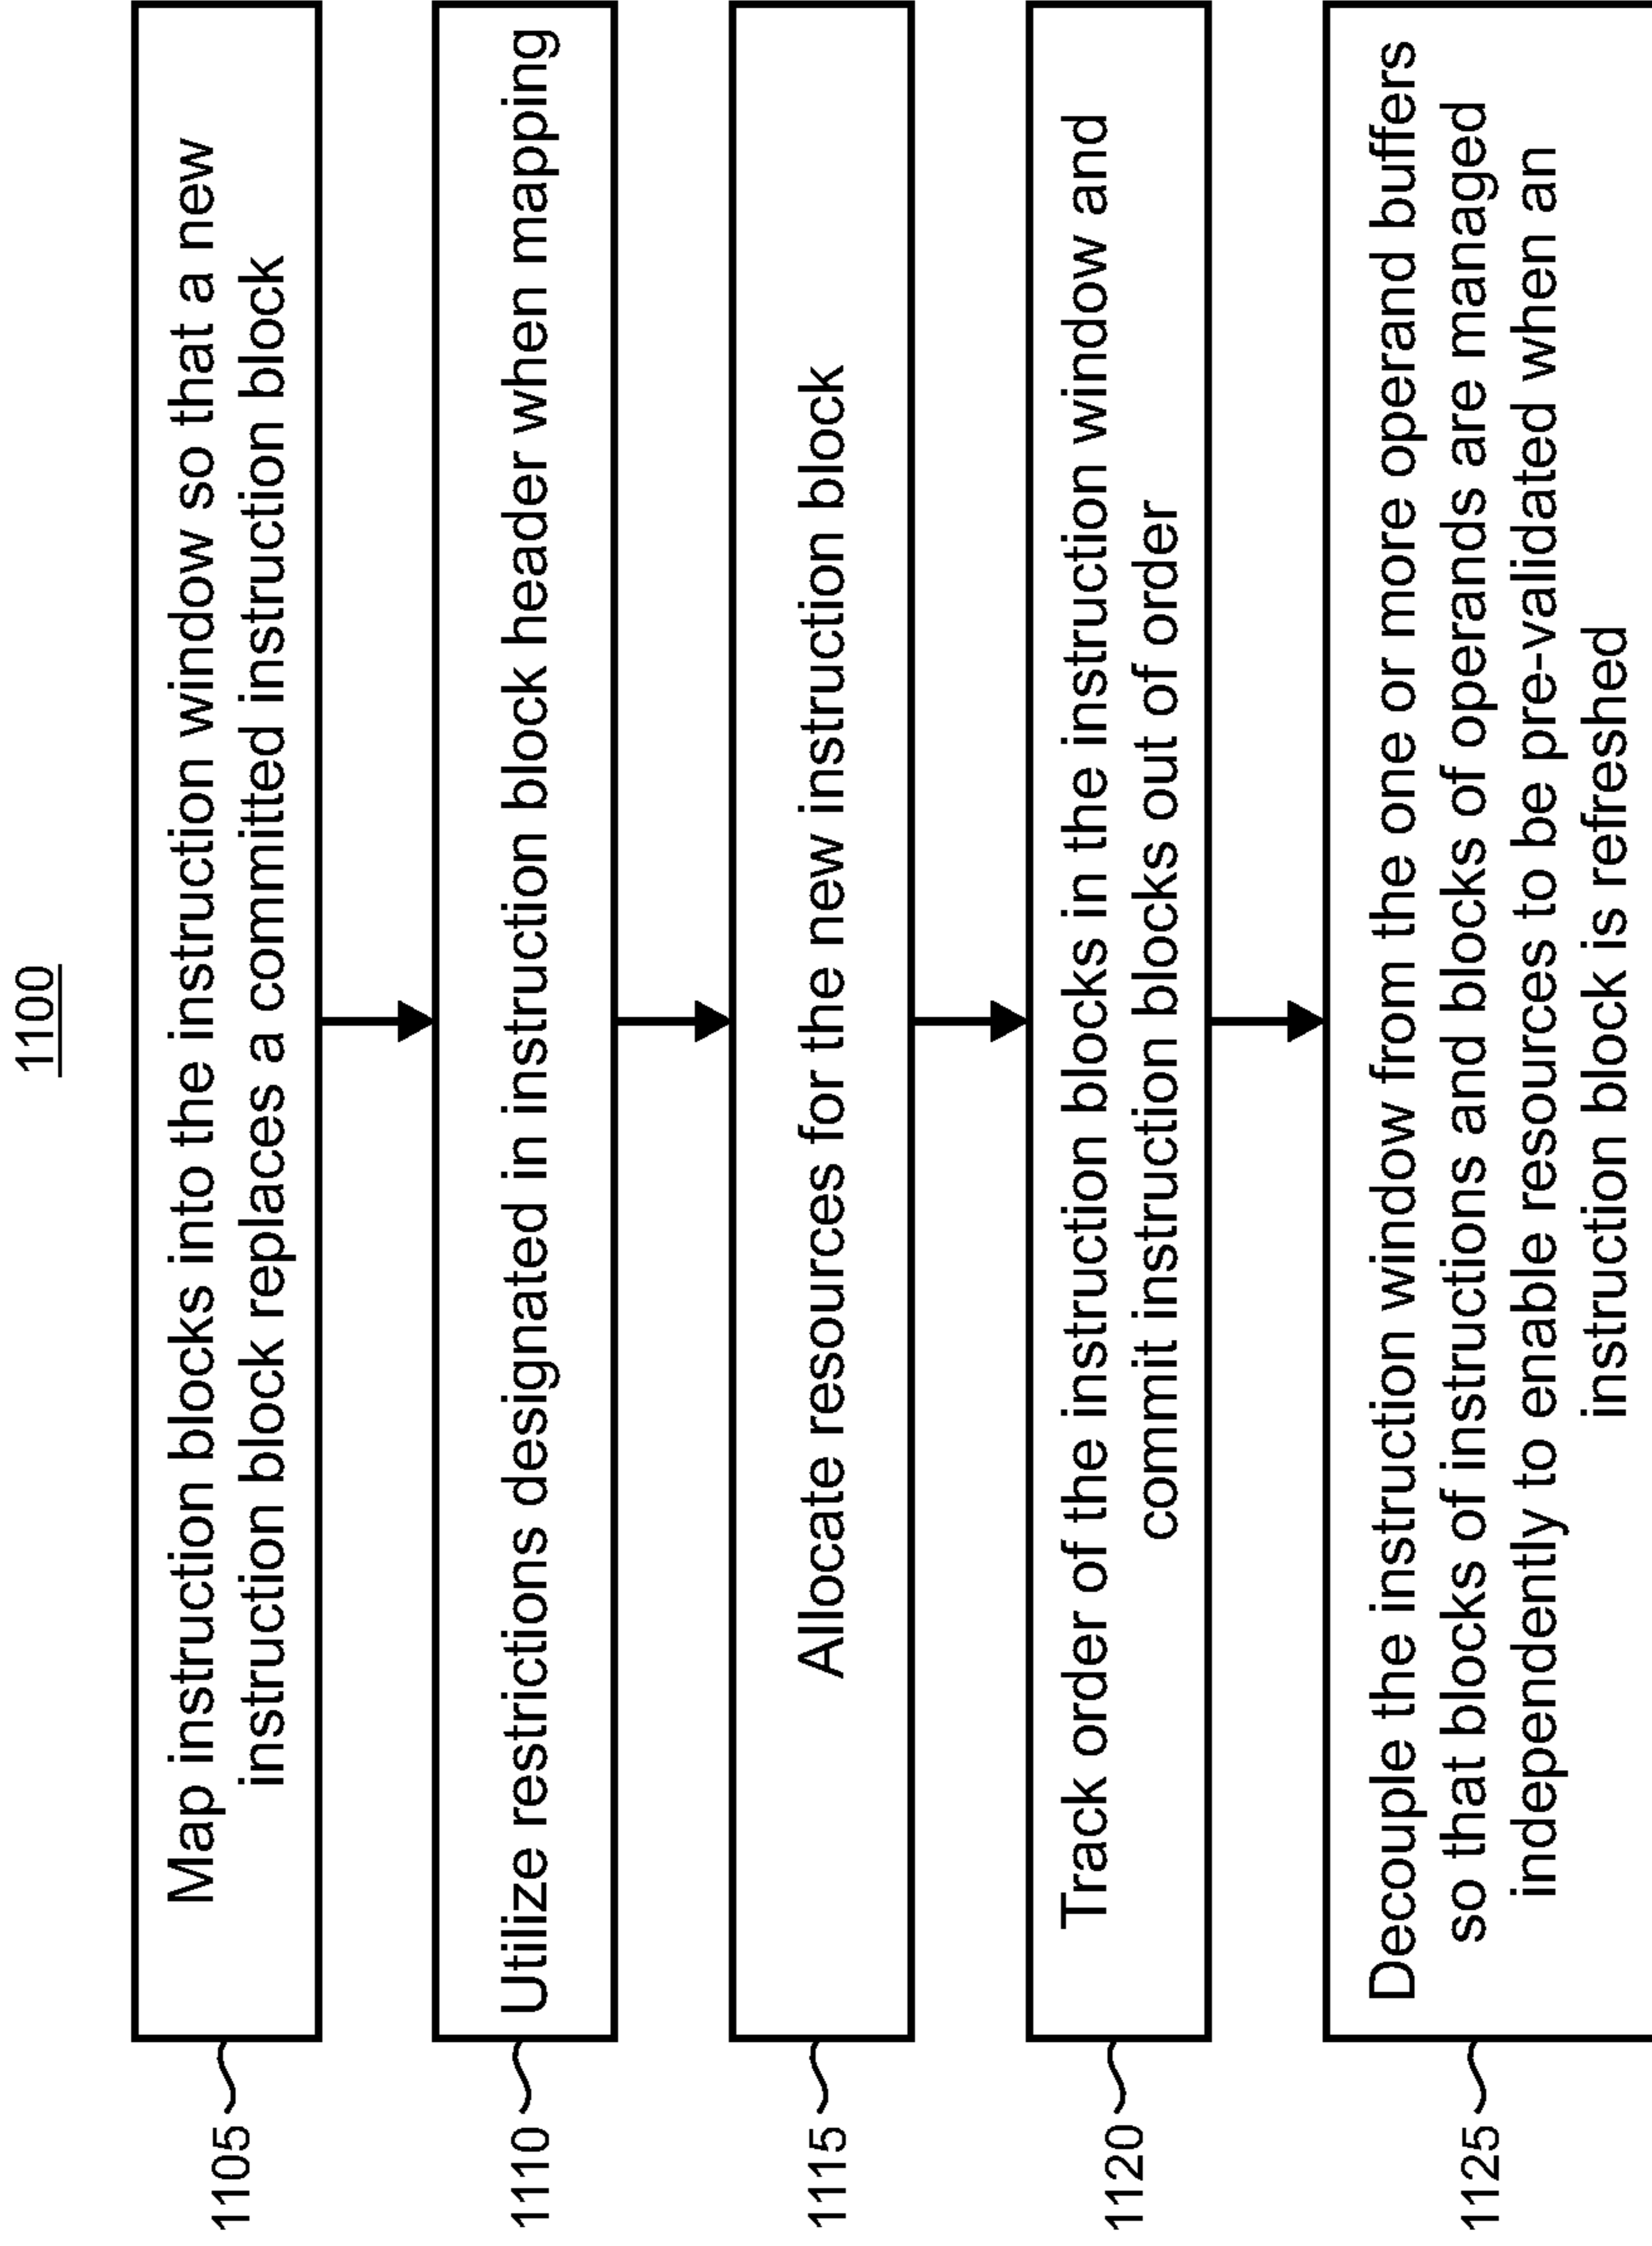 1100
1105
Map instruction blocks into the instruction window so that a new
instruction block replaces a committed instruction block
1110
Utilize restrictions designated in instruction block header when mapping
1115
Allocate resources for the new instruction block
1120
Track order of the instruction blocks in the instruction window and
commit instruction blocks out of order
1125
Decouple the instruction window from the one or more operand buffers
so that blocks of instructions and blocks of operands are managed
independently to enable resources to be pre-validated when an
instruction block is refreshed